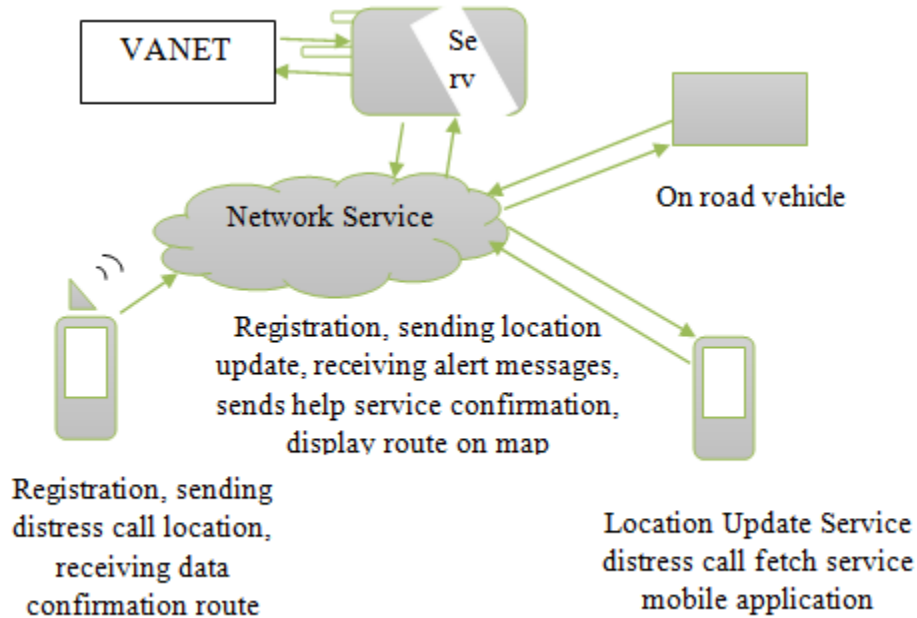 VANET
Se
rv
On road vehicle
Network Service
Registration, sending location
update, receiving alert messages,
sends help service confirmation,
display route on map
Registration, sending
distress call location,
receiving data
confirmation route
Location Update Service
distress call fetch service
mobile application